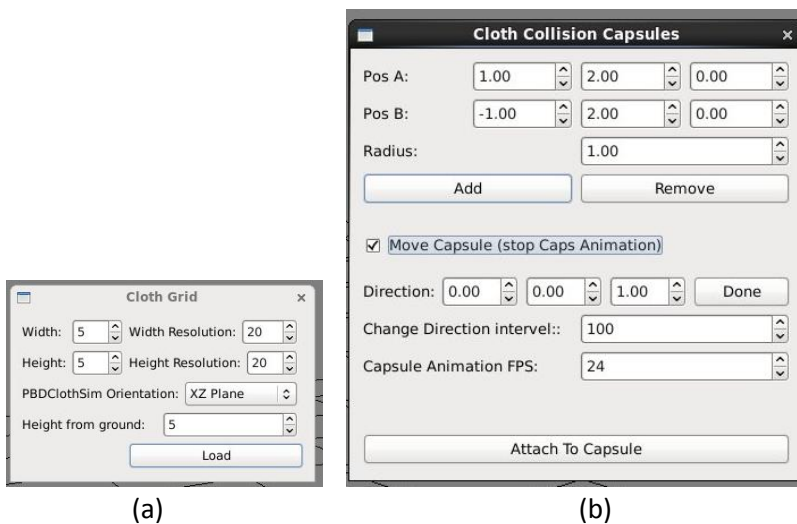 Cloth Grid
Width: 5 Width Resolution: 20
Height: 5 Height Resolution: 20
PBDClothSim Orientation: XZ Plane
Height from ground: 5
Load
(a)
Cloth Collision Capsules
Pos A: 1.00 2.00 0.00
Pos B: -1.00 2.00 0.00
Radius: 1.00
Add Remove
Move Capsule (stop Caps Animation)
Direction: 0.00 0.00 1.00 Done
Change Direction intervel:: 100
Capsule Animation FPS: 24
Attach To Capsule
(b)